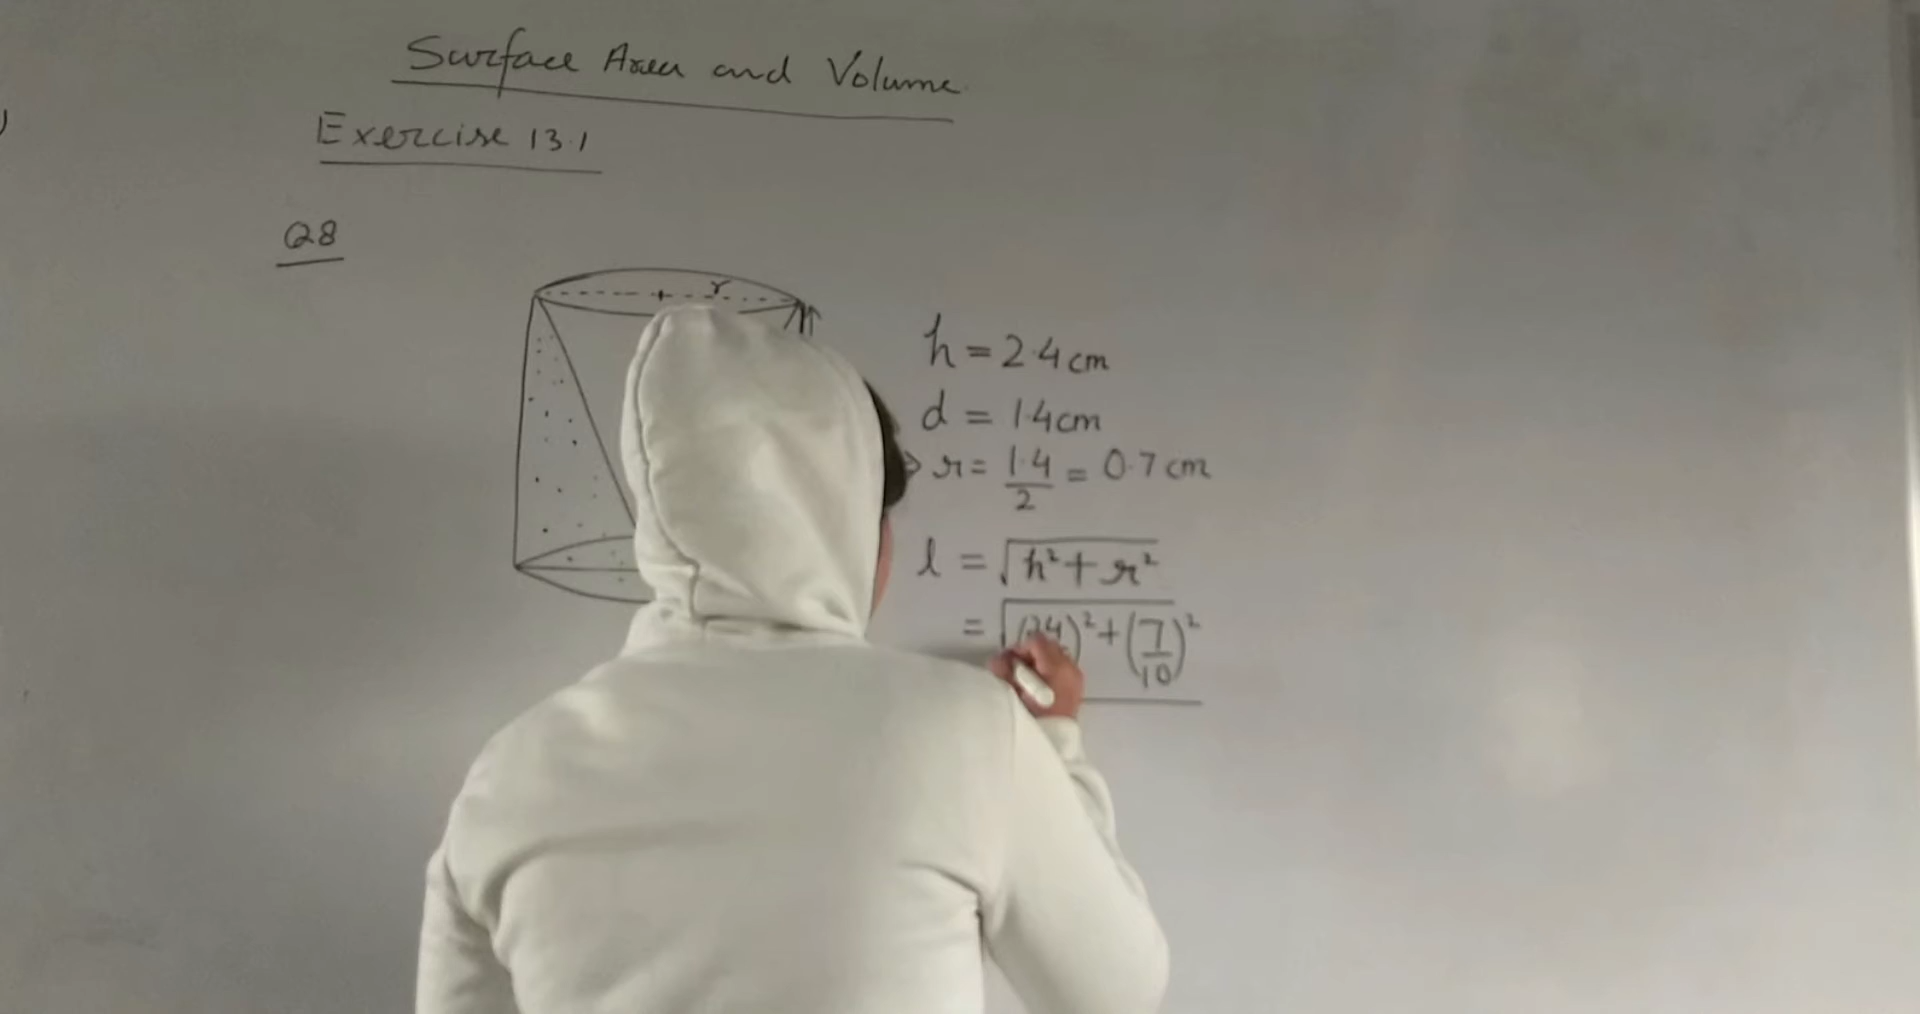 Surface Area and Volume
Exercise 13.1
Q8
r
h = 2.4 cm
d = 1.4 cm
r = 1.4/2 = 0.7 cm
l = √(h² + r²)
= √((24)² + (7/10)²